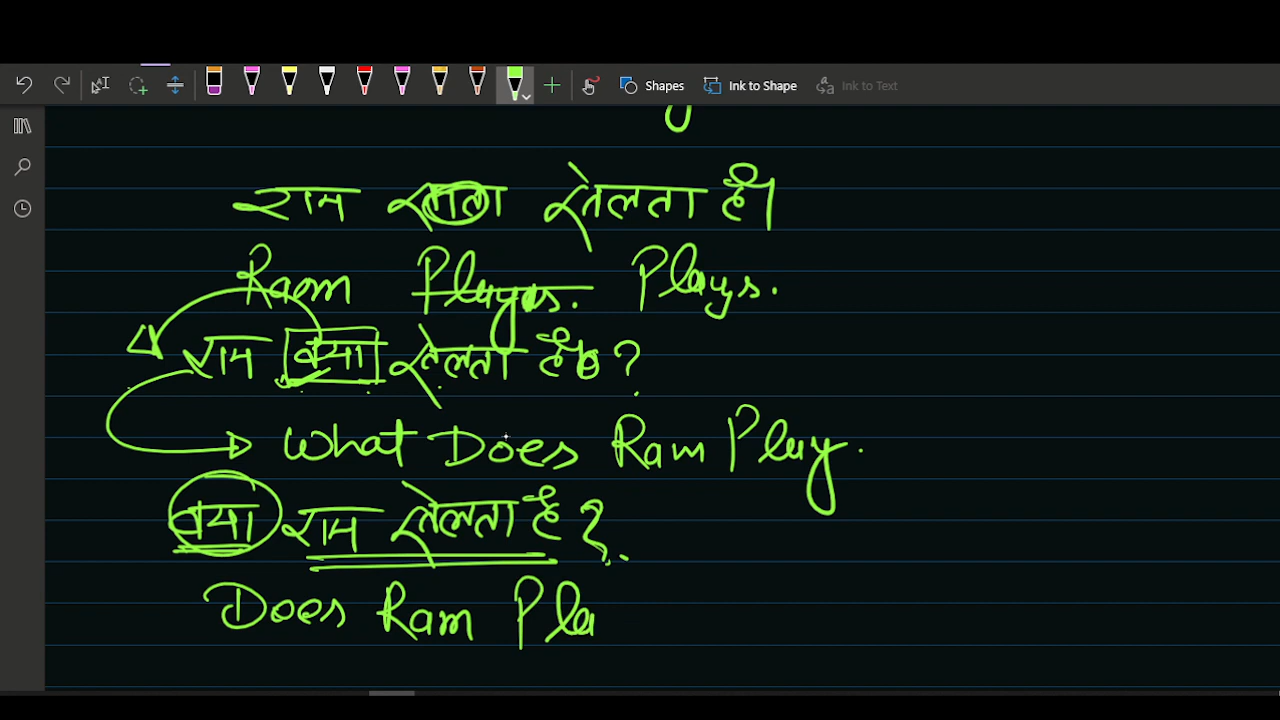 Shapes Ink to Shape Ink to Text
राम खेलता है।
Ram Plays.
राम क्या खेलता है ?
What Does Ram Play.
क्या राम खेलता है ?
Does Ram Pla